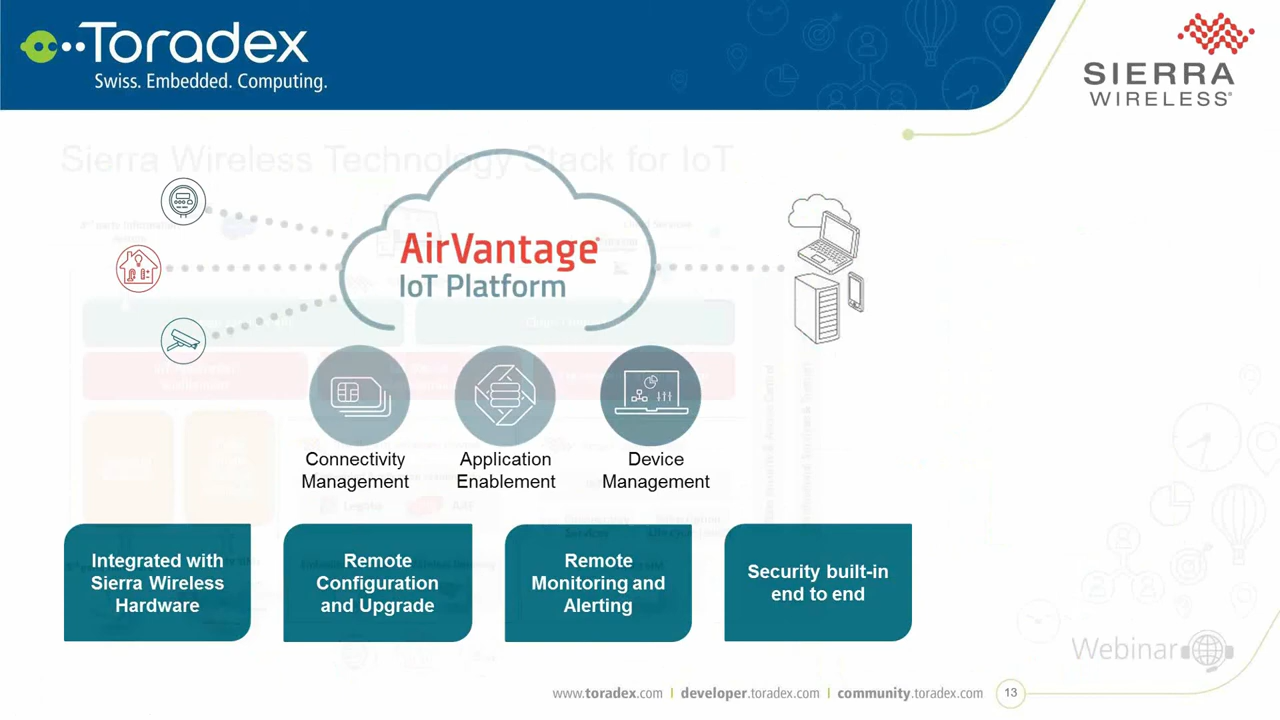 Toradex
Swiss. Embedded. Computing.
SIERRA
WIRELESS®
Sierra Wireless Technology Stack for IoT
AirVantage®
IoT Platform
Connectivity
Management
Application
Enablement
Device
Management
Integrated with
Sierra Wireless
Hardware
Remote
Configuration
and Upgrade
Remote
Monitoring and
Alerting
Security built-in
end to end
Webinar
www.toradex.com | developer.toradex.com | community.toradex.com
13